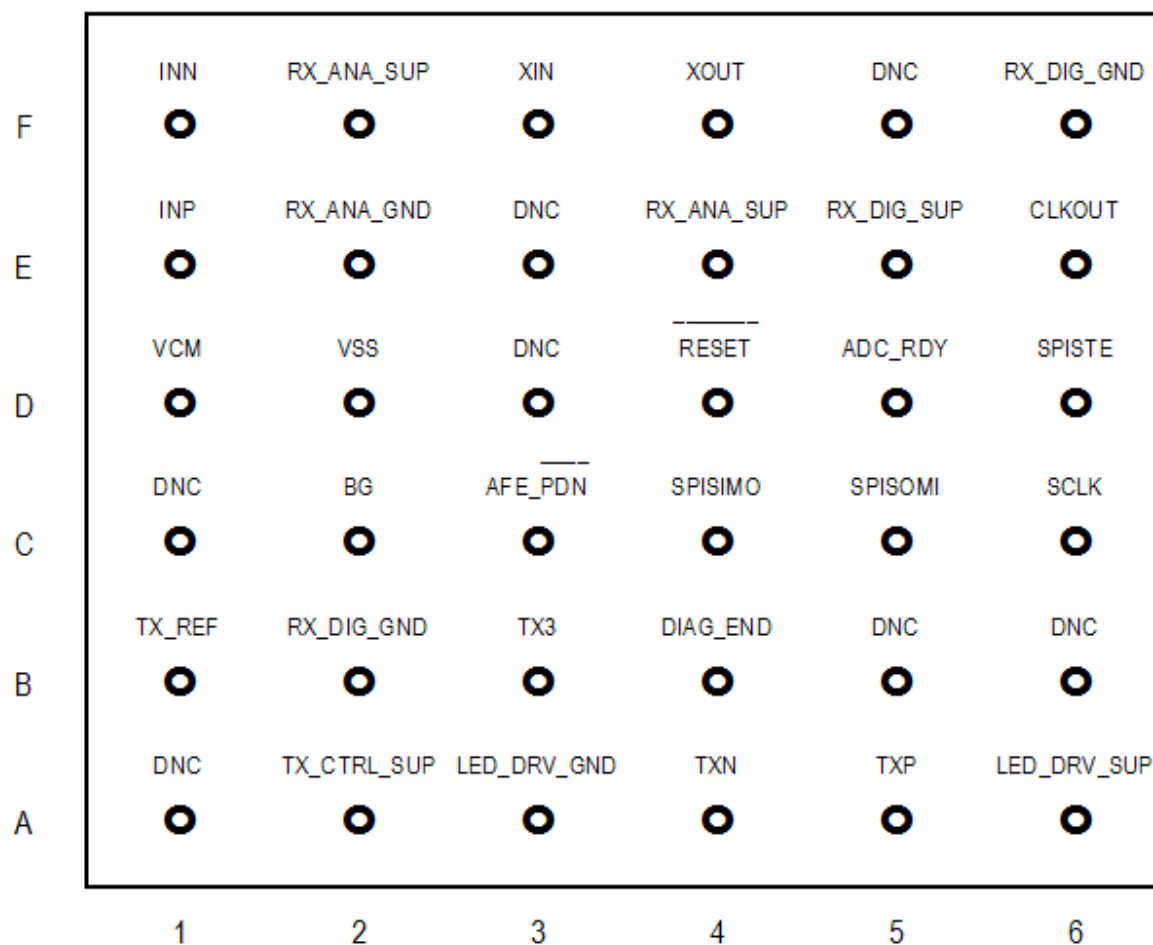 INN RX_ANA_SUP XIN XOUT DNC RX_DIG_GND
F
INP RX_ANA_GND DNC RX_ANA_SUP RX_DIG_SUP CLKOUT
E
VCM VSS DNC RESET ADC_RDY SPISTE
D
DNC BG AFE_PDN SPISIMO SPISOMI SCLK
C
TX_REF RX_DIG_GND TX3 DIAG_END DNC DNC
B
DNC TX_CTRL_SUP LED_DRV_GND TXN TXP LED_DRV_SUP
A
1 2 3 4 5 6